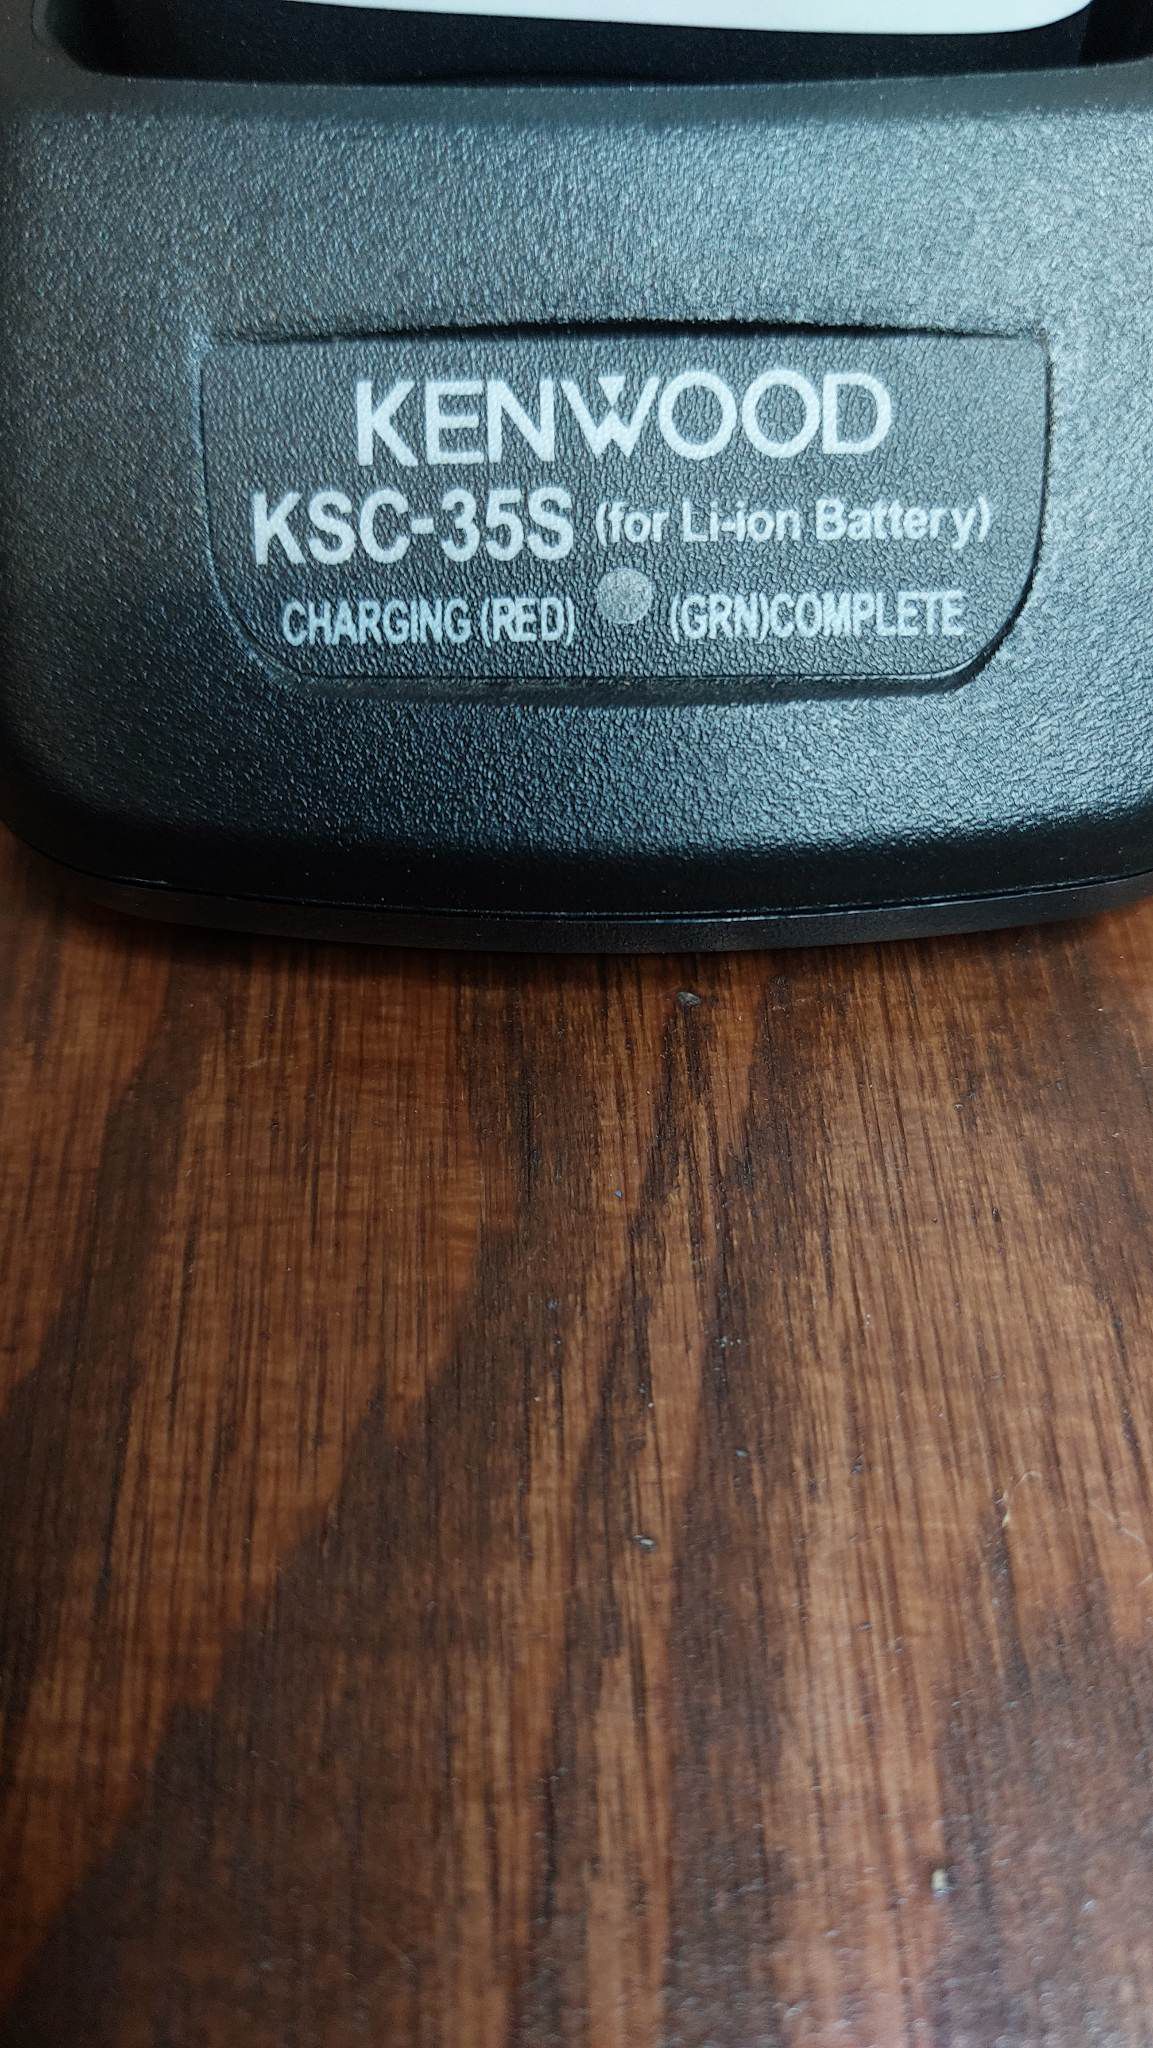 KENWOOD
KSC-35S (for Li-ion Battery)
CHARGING (RED) (GRN)COMPLETE